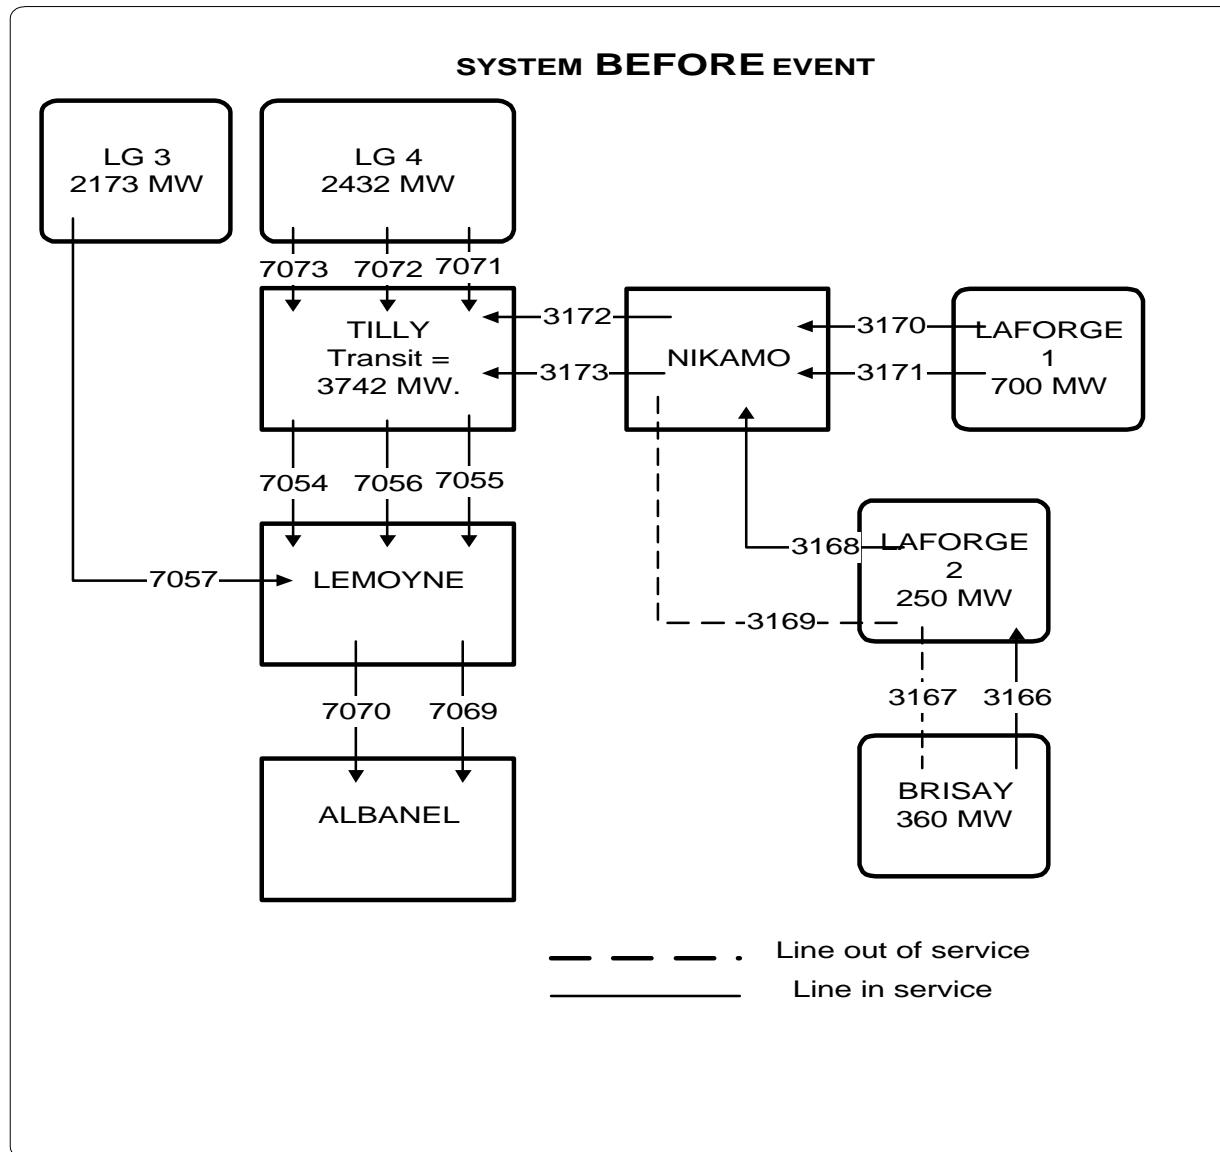 SYSTEM BEFORE EVENT
LG 3
2173 MW
LG 4
2432 MW
7073
7072
7071
TILLY
Transit =
3742 MW.
3172
3173
NIKAMO
3170
3171
LAFORGE
1
700 MW
7054
7056
7055
LEMOYNE
7057
3168
LAFORGE
2
250 MW
3169
3167
3166
7070
7069
ALBANEL
BRISAY
360 MW
Line out of service
Line in service